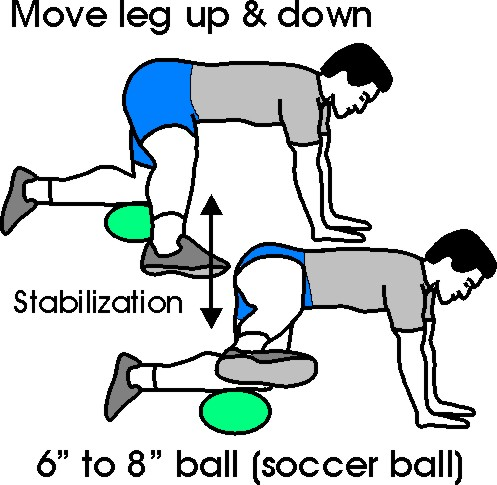 Move leg up & down
Stabilization
6” to 8” ball (soccer ball)